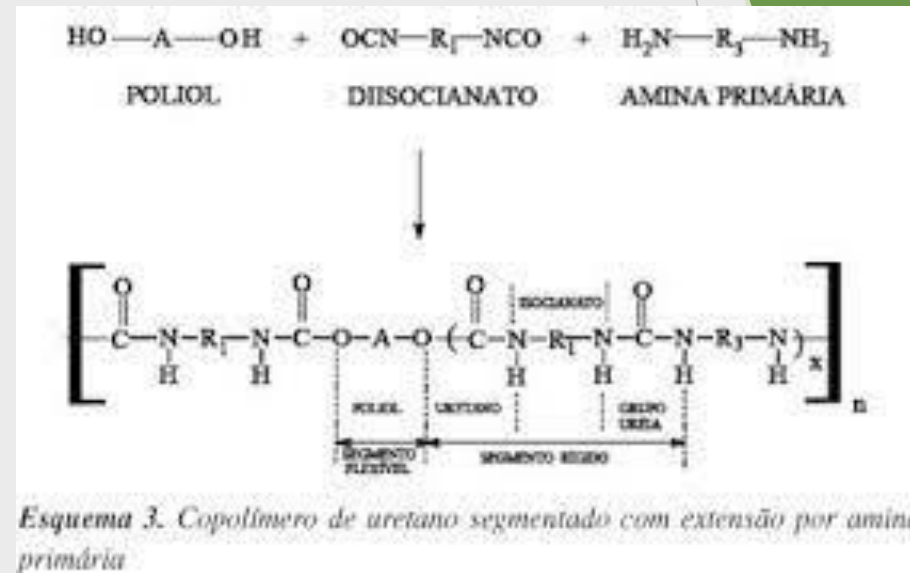 HO—A—OH + OCN—R₁—NCO + H₂N—R₃—NH₂
POLIOL DIISOCIANATO AMINA PRIMÁRIA
O O O O
ISOCIANATO
C—N—R₁—N—C—O—A—O—(C—N—R₁—N—C—N—R₃—N)x
H H H H H H
n
POLIOL URETANO GRUPO
UREIA
SEGMENTO SEGMENTO RÍGIDO
FLEXÍVEL
Esquema 3. Copolímero de uretano segmentado com extensão por amina
primária